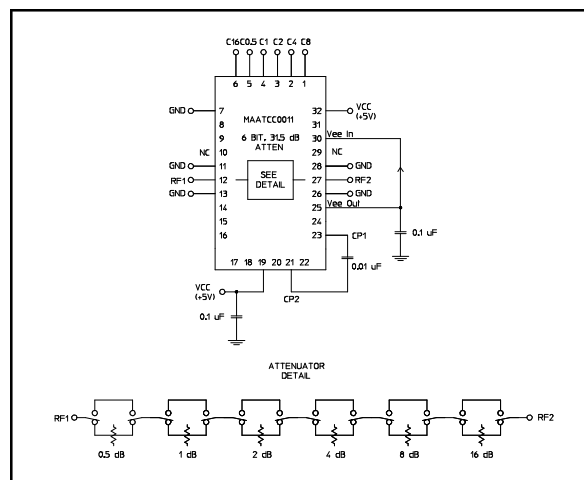 C16 C0.5 C1 C2 C4 C8
6 5 4 3 2 1
GND 7 32 VCC
(+5V)
8 MAATCC0011 31
9 6 BIT, 31.5 dB 30 Vee In
NC 10 ATTEN 29 NC
GND 11 28 GND
RF1 12 SEE
DETAIL 27 RF2
GND 13 26 GND
14 25 Vee Out
15 24
16 23 CP1
0.1 uF
17 18 19 20 21 22
0.01 uF
VCC
(+5V)
CP2
0.1 uF
ATTENUATOR
DETAIL
RF1 RF2
0.5 dB 1 dB 2 dB 4 dB 8 dB 16 dB